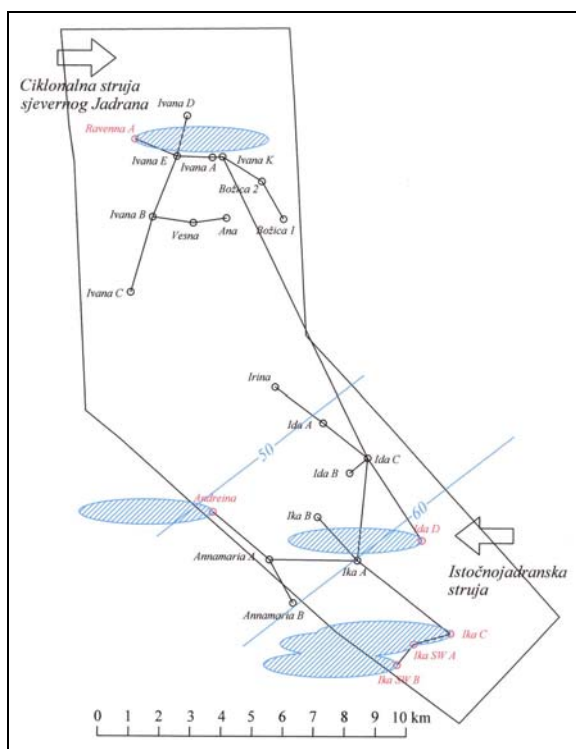 Ciklonalna struja
sjevernog Jadrana
Ivana D
Ravenna A
Ivana E
Ivana A
Ivana K
Božica 2
Ivana B
Vesna
Ana
Božica 1
Ivana C
Irina
Ida A
50
Ida C
Ida B
Andreina
Ika B
60
Ida D
Annamaria A
Ika A
Istočnojadranska
struja
Annamaria B
Ika C
Ika SW A
Ika SW B
0 1 2 3 4 5 6 7 8 9 10 km